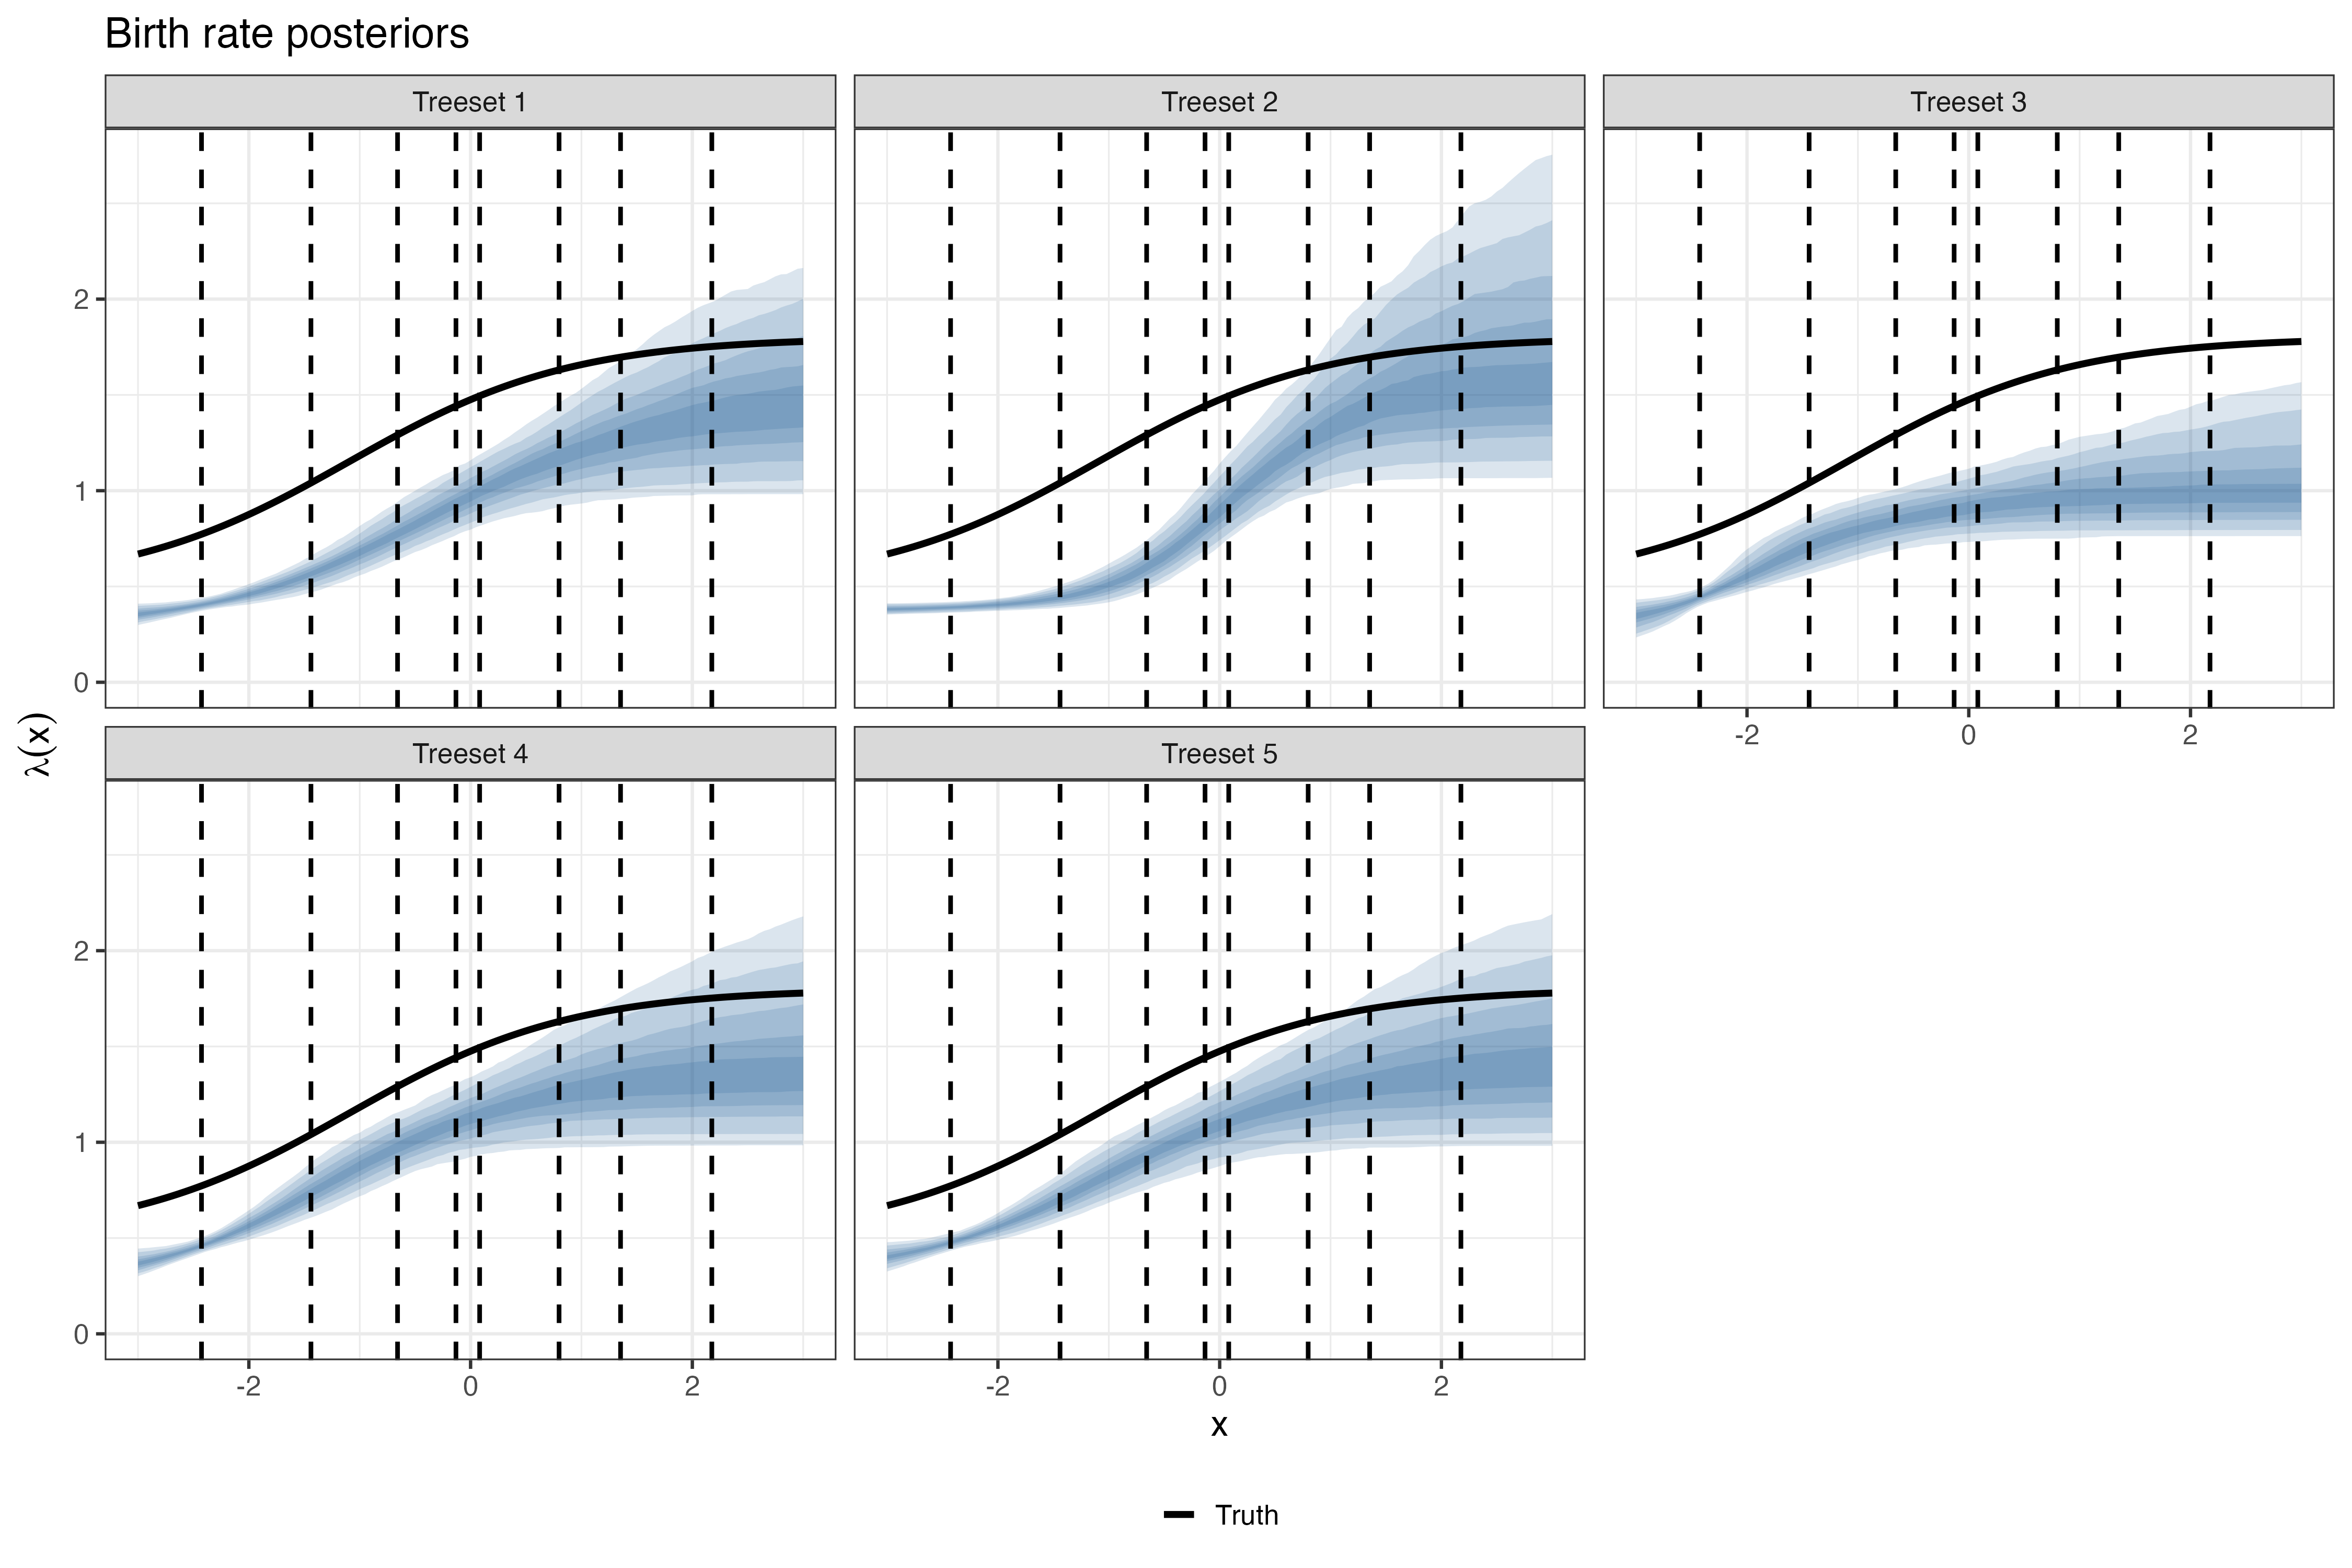 Birth rate posteriors
Treeset 1
Treeset 2
Treeset 3
2
1
0
-2
0
2
λ(x)
Treeset 4
Treeset 5
2
1
0
-2
0
2
-2
0
2
x
Truth